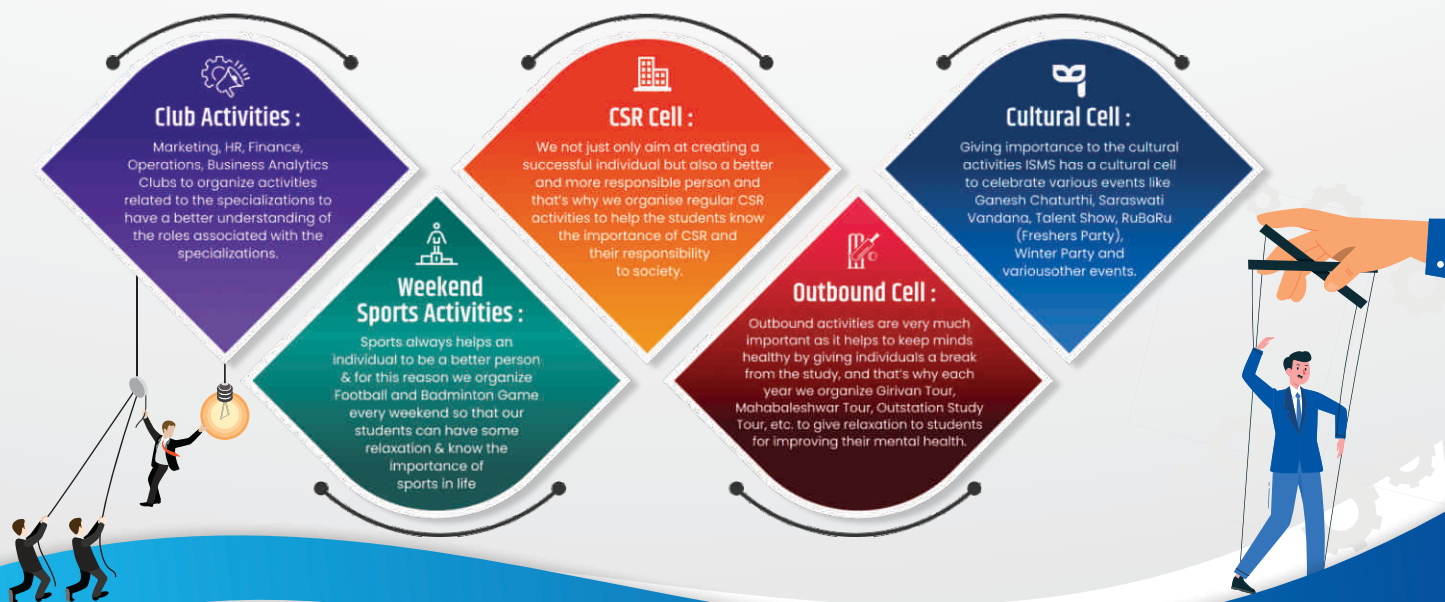 Club Activities :
Marketing, HR, Finance,
Operations, Business Analytics
Clubs to organize activities
related to the specializations to
have a better understanding of
the roles associated with the
specializations.
Weekend
Sports Activities :
Sports always helps an
individual to be a better person
& for this reason we organize
Football and Badminton Game
every weekend so that our
students can have some
relaxation & know the
importance of
sports in life
CSR Cell :
We not just only aim at creating a
successful individual but also a better
and more responsible person and
that's why we organise regular CSR
activities to help the students know
the importance of CSR and
their responsibility
to society.
Outbound Cell :
Outbound activities are very much
important as it helps to keep minds
healthy by giving individuals a break
from the study, and that's why each
year we organize Girivan Tour,
Mahabaleshwar Tour, Outstation Study
Tour, etc. to give relaxation to students
for improving their mental health.
Cultural Cell :
Giving importance to the cultural
activities ISMS has a cultural cell
to celebrate various events like
Ganesh Chaturthi, Saraswati
Vandana, Talent Show, RuBaRu
(Freshers Party),
Winter Party and
variousother events.